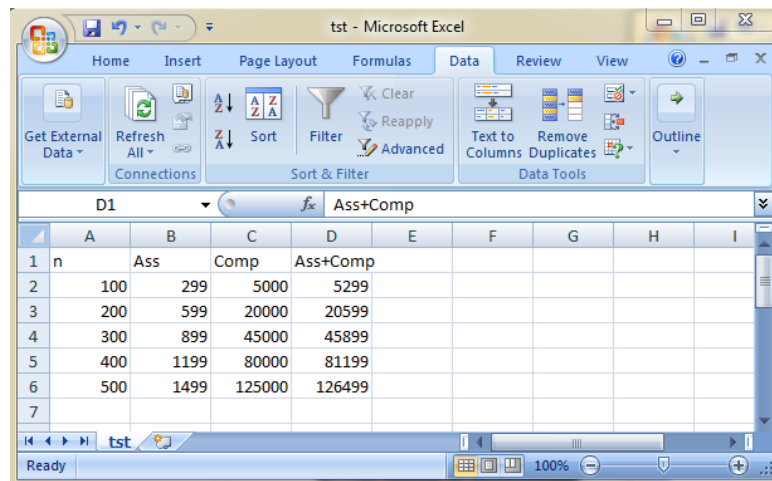 tst - Microsoft Excel
Home Insert Page Layout Formulas Data Review View
Get External Data
Refresh All
Connections
A Z
Z A
A Z Z A
Sort
Filter
Clear
Reapply
Advanced
Sort & Filter
Text to Columns
Remove Duplicates
Data Tools
Outline
D1 fx Ass+Comp
A B C D E F G H I
1 n Ass Comp Ass+Comp
2 100 299 5000 5299
3 200 599 20000 20599
4 300 899 45000 45899
5 400 1199 80000 81199
6 500 1499 125000 126499
7
tst
Ready 100%